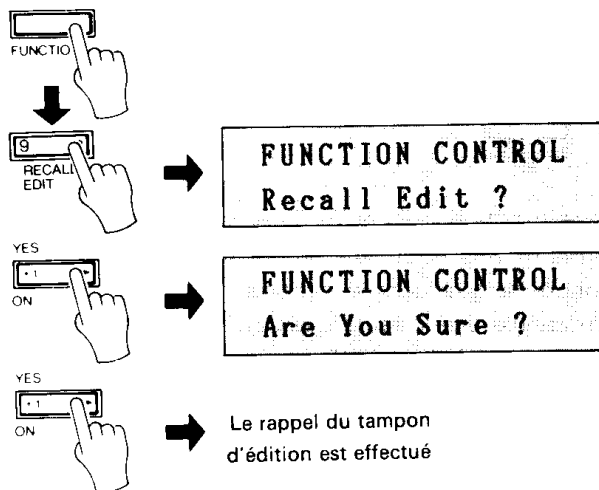 FUNCTIO
9
RECALL
EDIT
FUNCTION CONTROL
Recall Edit ?
YES
+1
ON
FUNCTION CONTROL
Are You Sure ?
YES
+1
ON
Le rappel du tampon
d'édition est effectué